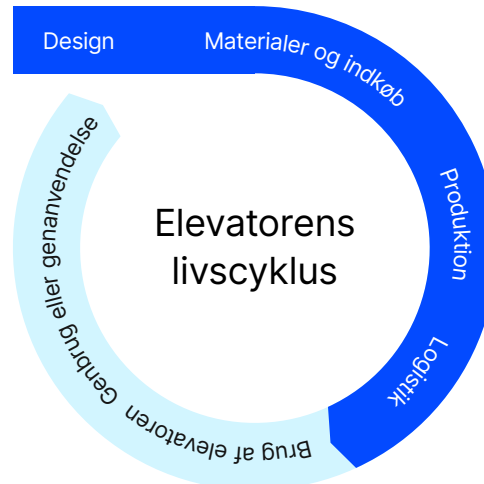 Design
Materialer og indkøb
Produktion
Logistik
Brug af elevatoren
Genbrug eller genanvendelse
Elevatorens
livscyklus